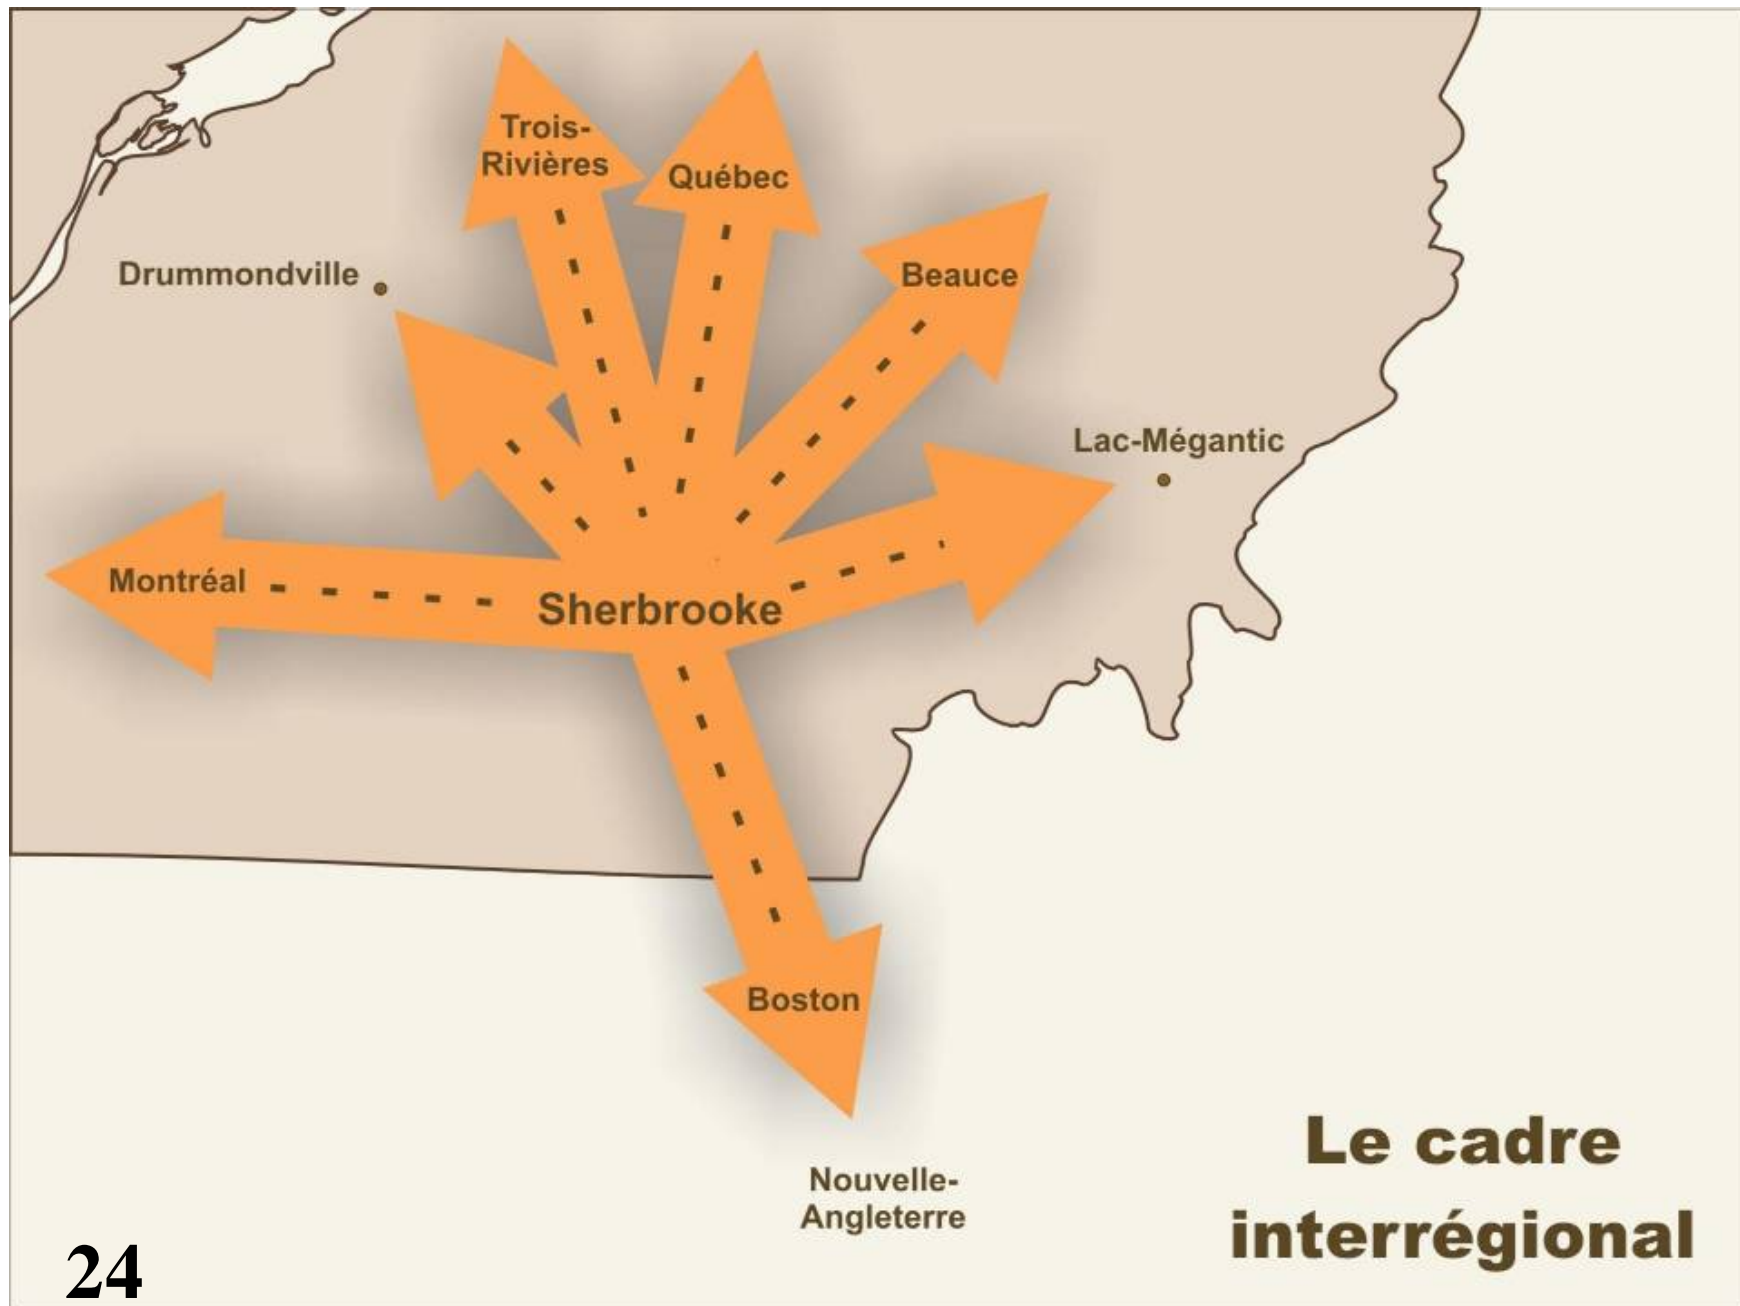 Trois-
Rivières
Québec
Drummondville
Beauce
Lac-Mégantic
Montréal
Sherbrooke
Boston
Nouvelle-
Angleterre
Le cadre
interrégional
24